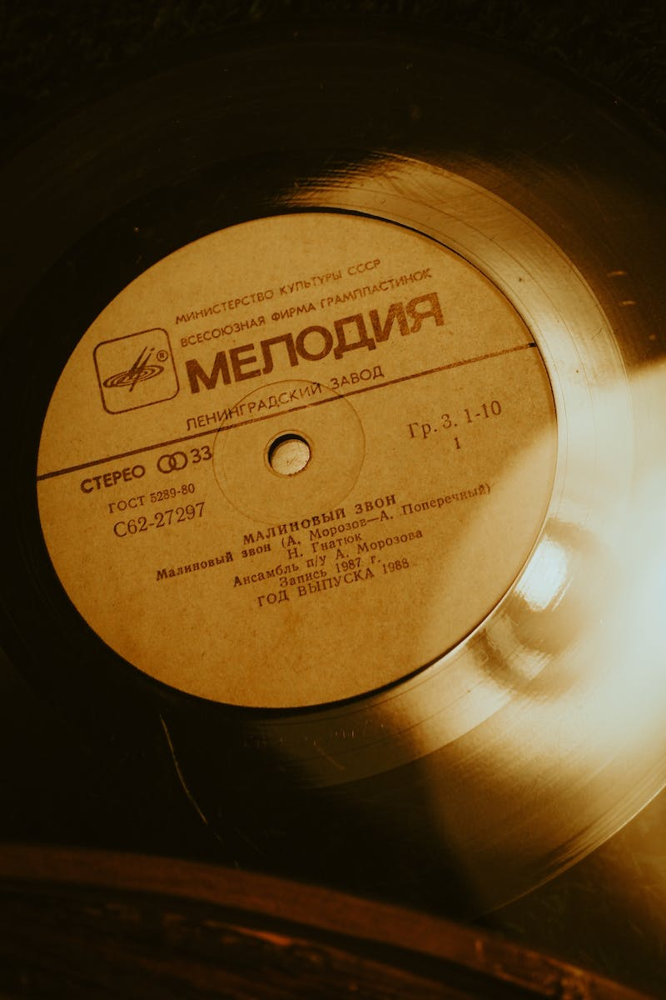 МИНИСТЕРСТВО КУЛЬТУРЫ СССР
ВСЕСОЮЗНАЯ ФИРМА ГРАМПЛАСТИНОК
®
МЕЛОДИЯ
ЛЕНИНГРАДСКИЙ ЗАВОД
СТЕРЕО 33
Гр. 3. 1-10
ГОСТ 5289-80
1
С62-27297
МАЛИНОВЫЙ ЗВОН
Малиновый звон (А. Морозов—А. Поперечный)
Н. Гнатюк
Ансамбль п/у А. Морозова
Запись 1987 г.
ГОД ВЫПУСКА 1988